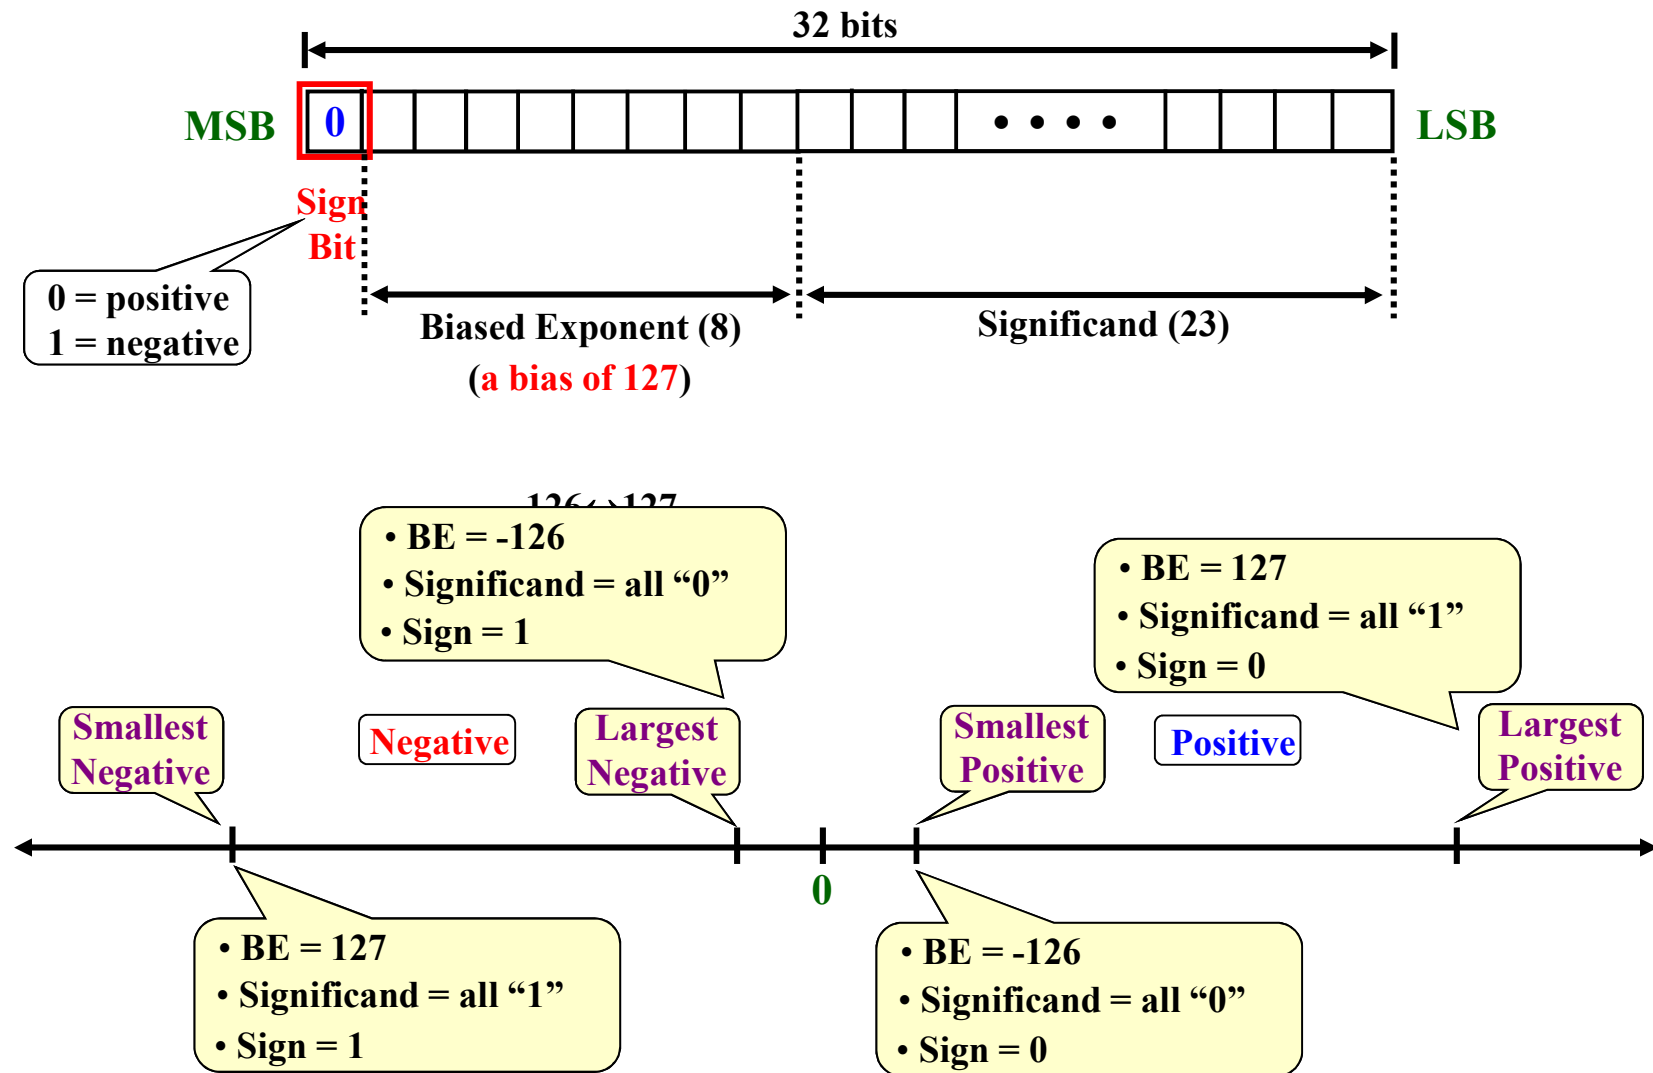 32 bits
MSB
0
• • • •
LSB
Sign
Bit
0 = positive
1 = negative
Biased Exponent (8)
(a bias of 127)
Significand (23)
• BE = -126
• Significand = all “0”
• Sign = 1
• BE = 127
• Significand = all “1”
• Sign = 0
Smallest
Negative
Negative
Largest
Negative
Smallest
Positive
Positive
Largest
Positive
0
• BE = 127
• Significand = all “1”
• Sign = 1
• BE = -126
• Significand = all “0”
• Sign = 0